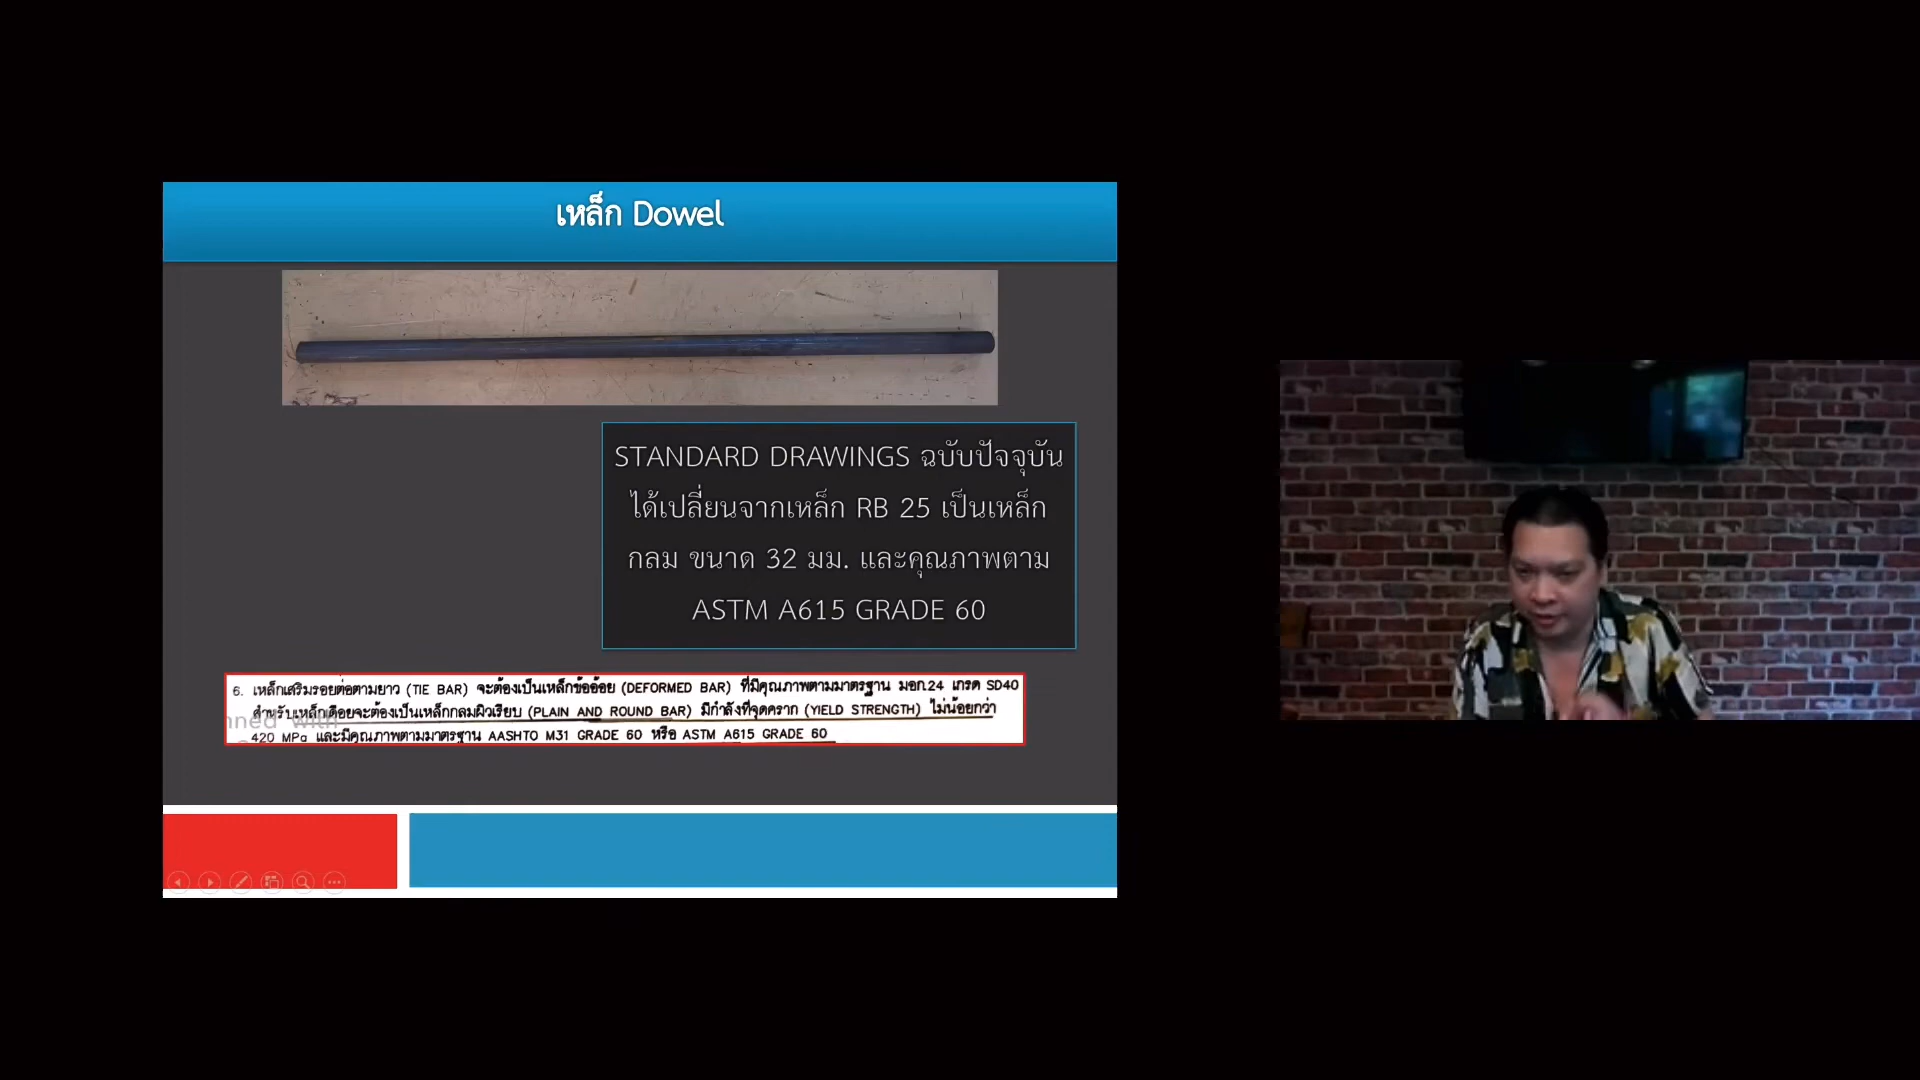 เหล็ก Dowel
STANDARD DRAWINGS ฉบับปัจจุบัน
ได้เปลี่ยนจากเหล็ก RB 25 เป็นเหล็ก
กลม ขนาด 32 มม. และคุณภาพตาม
ASTM A615 GRADE 60
6. เหล็กเสริมรอยต่อตามยาว (TIE BAR) จะต้องเป็นเหล็กข้ออ้อย (DEFORMED BAR) ที่มีคุณภาพตามมาตรฐาน มอก.24 เกรด SD40
สำหรับเหล็กเดือยจะต้องเป็นเหล็กกลมผิวเรียบ (PLAIN AND ROUND BAR) มีกำลังที่จุดคราก (YIELD STRENGTH) ไม่น้อยกว่า
nned with
420 MPa และมีคุณภาพตามมาตรฐาน AASHTO M31 GRADE 60 หรือ ASTM A615 GRADE 60